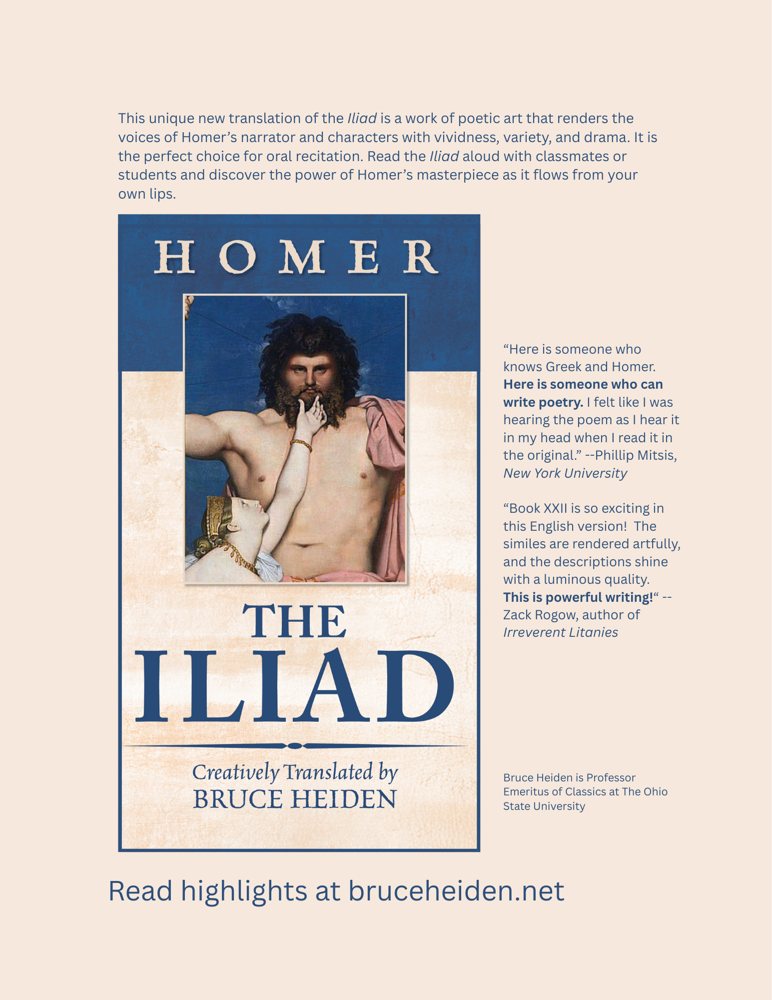 This unique new translation of the Iliad is a work of poetic art that renders the
voices of Homer’s narrator and characters with vividness, variety, and drama. It is
the perfect choice for oral recitation. Read the Iliad aloud with classmates or
students and discover the power of Homer’s masterpiece as it flows from your
own lips.
HOMER
THE
ILIAD
Creatively Translated by
BRUCE HEIDEN
“Here is someone who
knows Greek and Homer.
Here is someone who can
write poetry. I felt like I was
hearing the poem as I hear it
in my head when I read it in
the original.” --Phillip Mitsis,
New York University
“Book XXII is so exciting in
this English version!  The
similes are rendered artfully,
and the descriptions shine
with a luminous quality.
This is powerful writing!“ --
Zack Rogow, author of
Irreverent Litanies
Bruce Heiden is Professor
Emeritus of Classics at The Ohio
State University
Read highlights at bruceheiden.net